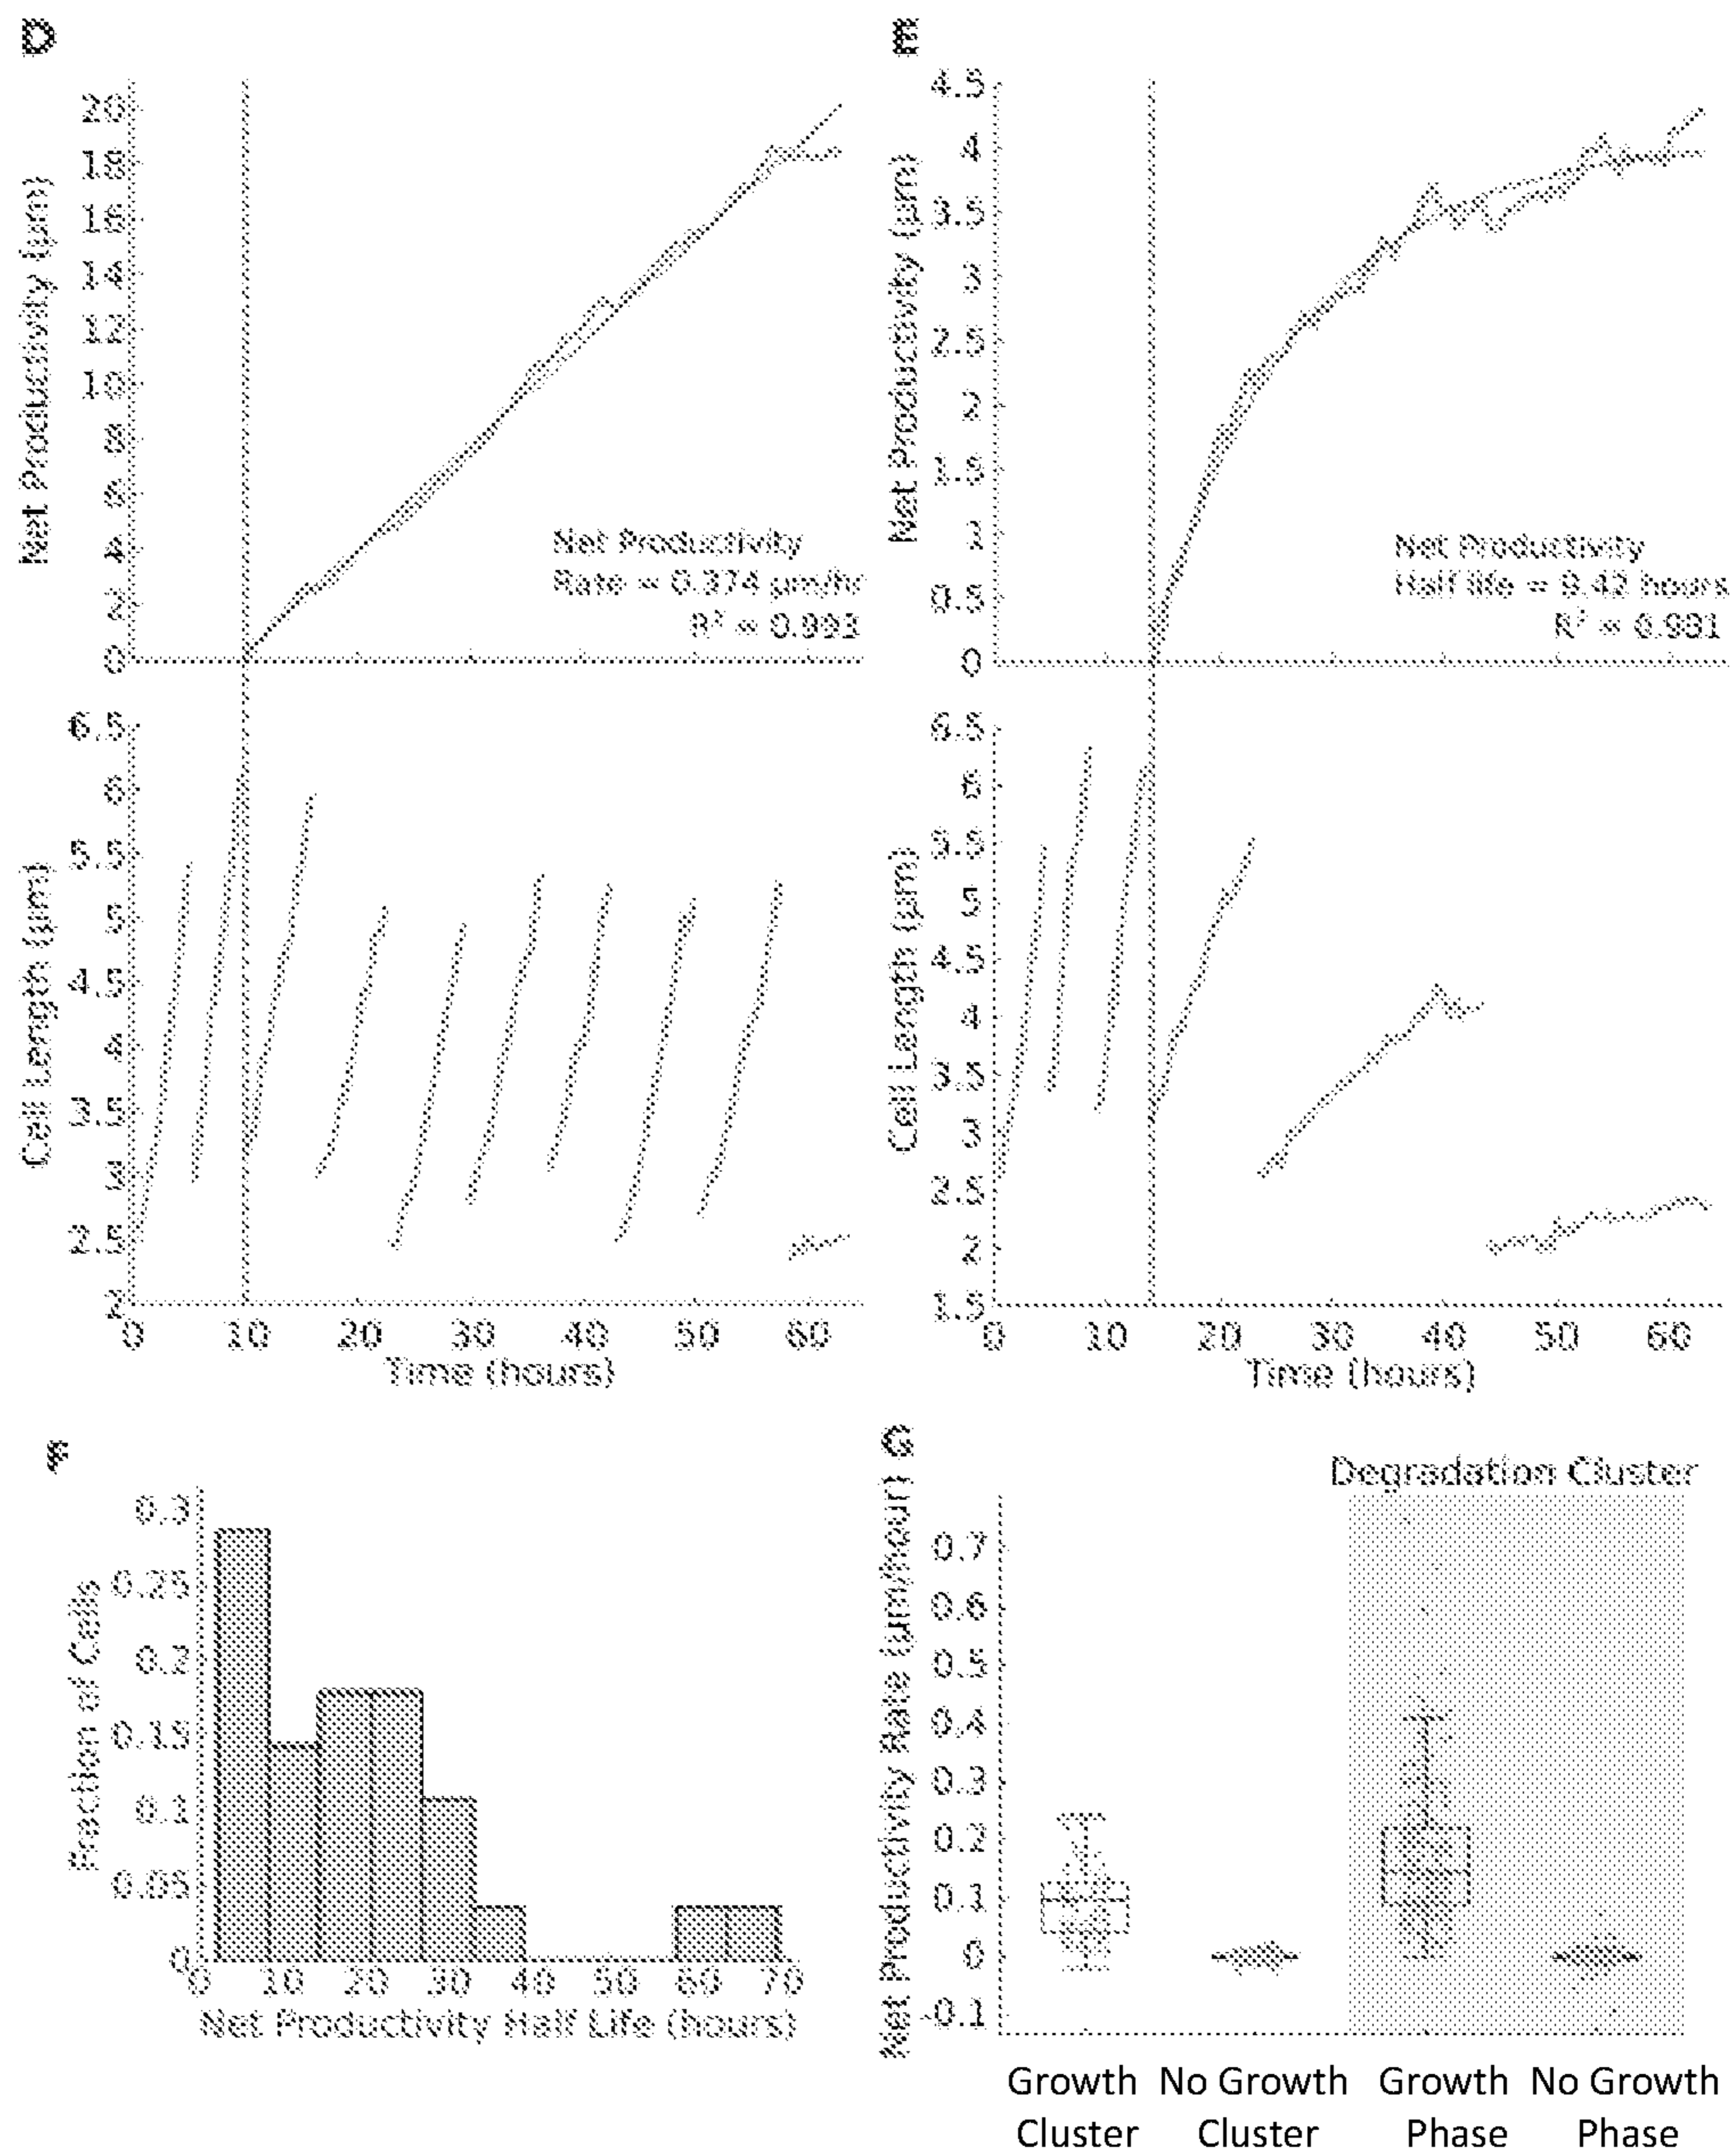 D
Net Productivity (μm)
20
18
16
14
12
10
8
6
4
2
0
Net Productivity
Rate = 0.374 μm/hr
R² = 0.993
Cell Length (μm)
6.5
6
5.5
5
4.5
4
3.5
3
2.5
2
0 10 20 30 40 50 60
Time (hours)
E
Net Productivity (μm)
4.5
4
3.5
3
2.5
2
1.5
1
0.5
0
Net Productivity
Half life = 9.42 hours
R² = 0.981
Cell Length (μm)
6.5
6
5.5
5
4.5
4
3.5
3
2.5
2
1.5
0 10 20 30 40 50 60
Time (hours)
F
Fraction of Cells
0.3
0.25
0.2
0.15
0.1
0.05
0
0 10 20 30 40 50 60 70
Net Productivity Half Life (hours)
G
Degradation Cluster
Net Productivity Rate (μm/hour)
0.7
0.6
0.5
0.4
0.3
0.2
0.1
0
-0.1
Growth No Growth Growth No Growth
Cluster Cluster Phase Phase